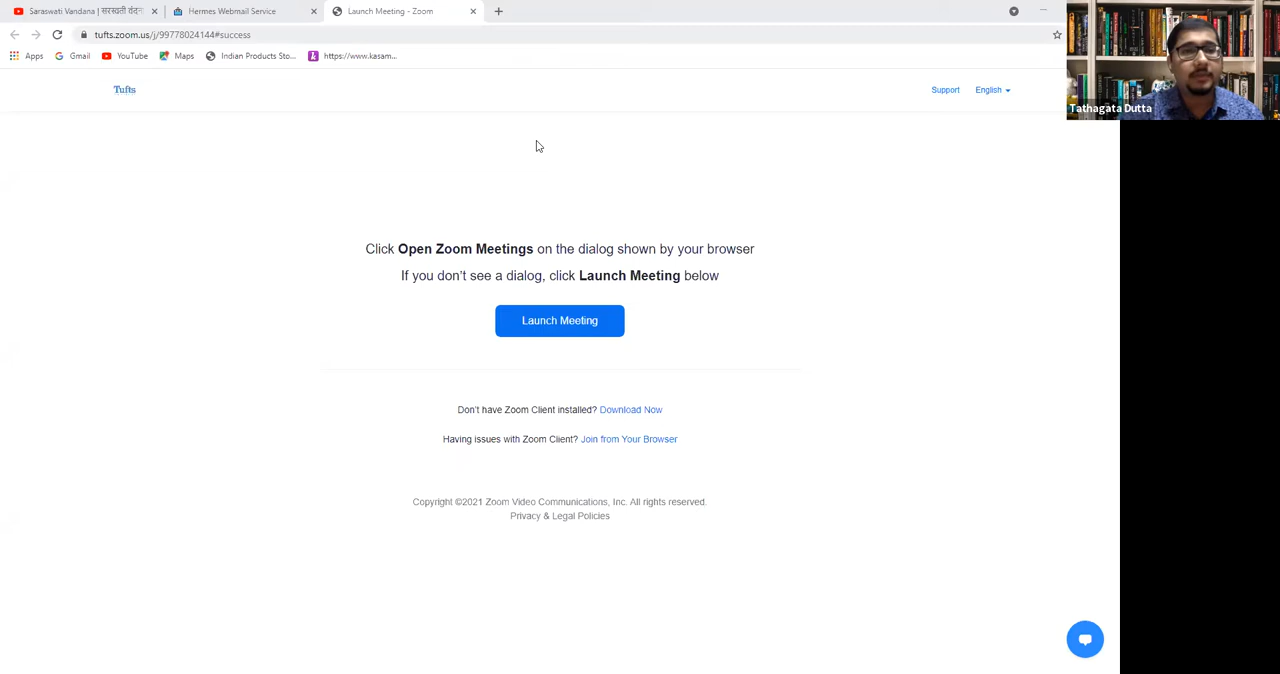 Saraswati Vandana | सरस्वती वंदना
Hermes Webmail Service
Launch Meeting - Zoom
tufts.zoom.us/j/99778024144#success
Apps
Gmail
YouTube
Maps
Indian Products Sto...
https://www.kasam...
Tufts
Support
English
Tathagata Dutta
Click Open Zoom Meetings on the dialog shown by your browser
If you don't see a dialog, click Launch Meeting below
Launch Meeting
Don't have Zoom Client installed? Download Now
Having issues with Zoom Client? Join from Your Browser
Copyright ©2021 Zoom Video Communications, Inc. All rights reserved.
Privacy & Legal Policies